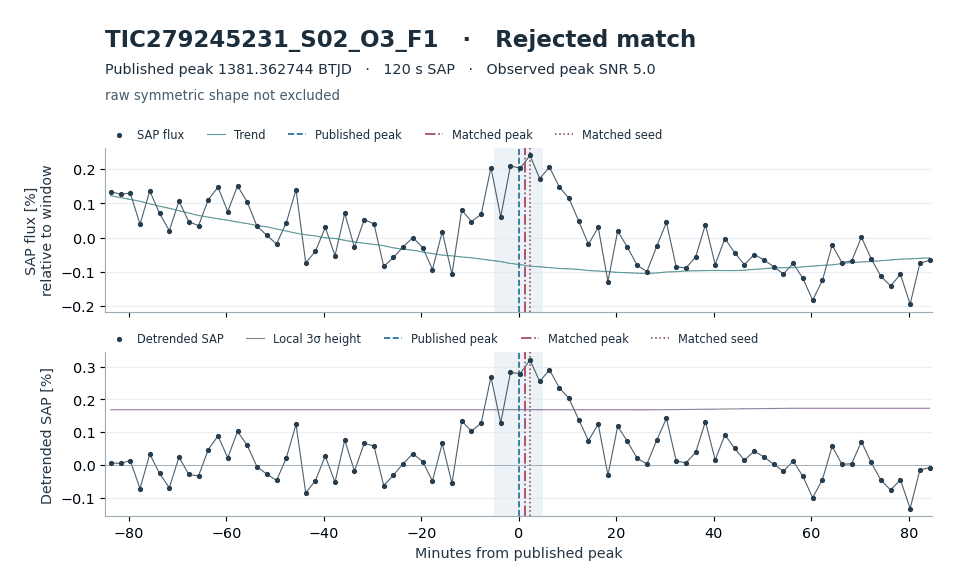 TIC279245231_S02_O3_F1 · Rejected match
Published peak 1381.362744 BTJD · 120 s SAP · Observed peak SNR 5.0
raw symmetric shape not excluded
SAP flux Trend Published peak Matched peak Matched seed
SAP flux [%]
relative to window
0.2
0.1
0.0
−0.1
−0.2
Detrended SAP Local 3σ height Published peak Matched peak Matched seed
Detrended SAP [%]
0.3
0.2
0.1
0.0
−0.1
−80 −60 −40 −20 0 20 40 60 80
Minutes from published peak